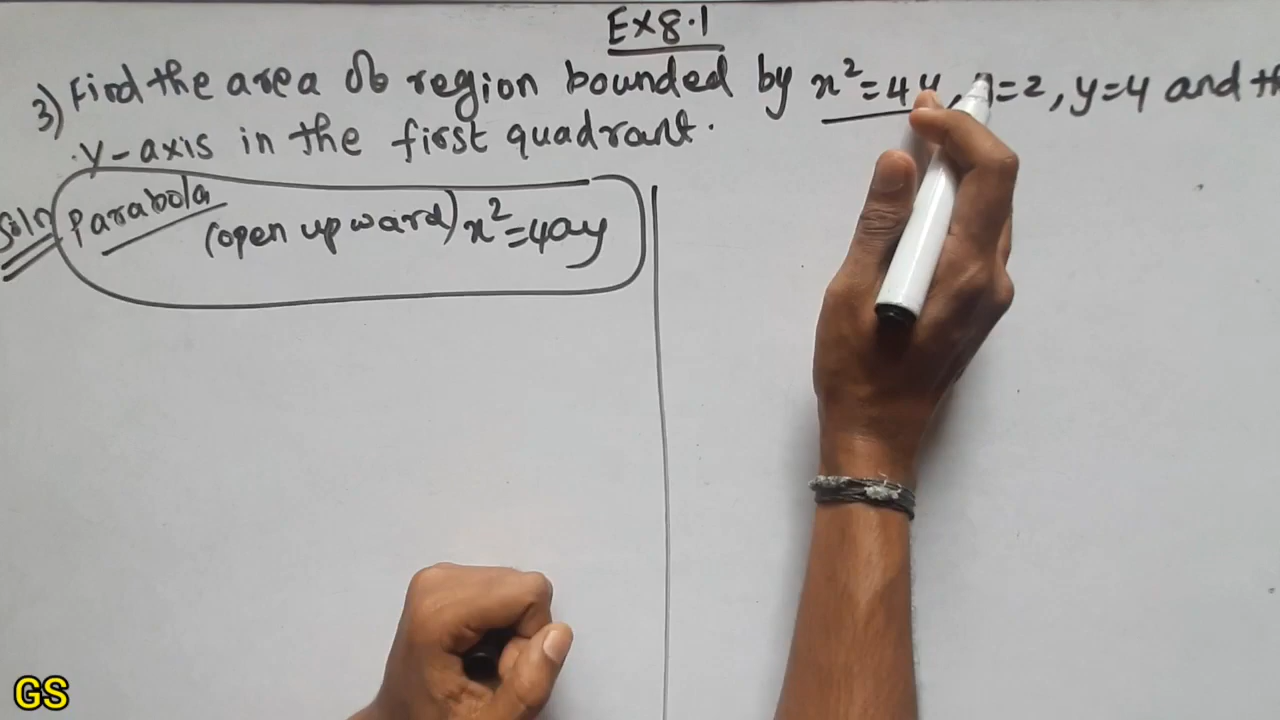 Ex 8.1
3) Find the area of region bounded by x²=4y, y=2, y=4 and th
y-axis in the first quadrant.
Soln
Parabola
(open upward) x²=4ay
GS